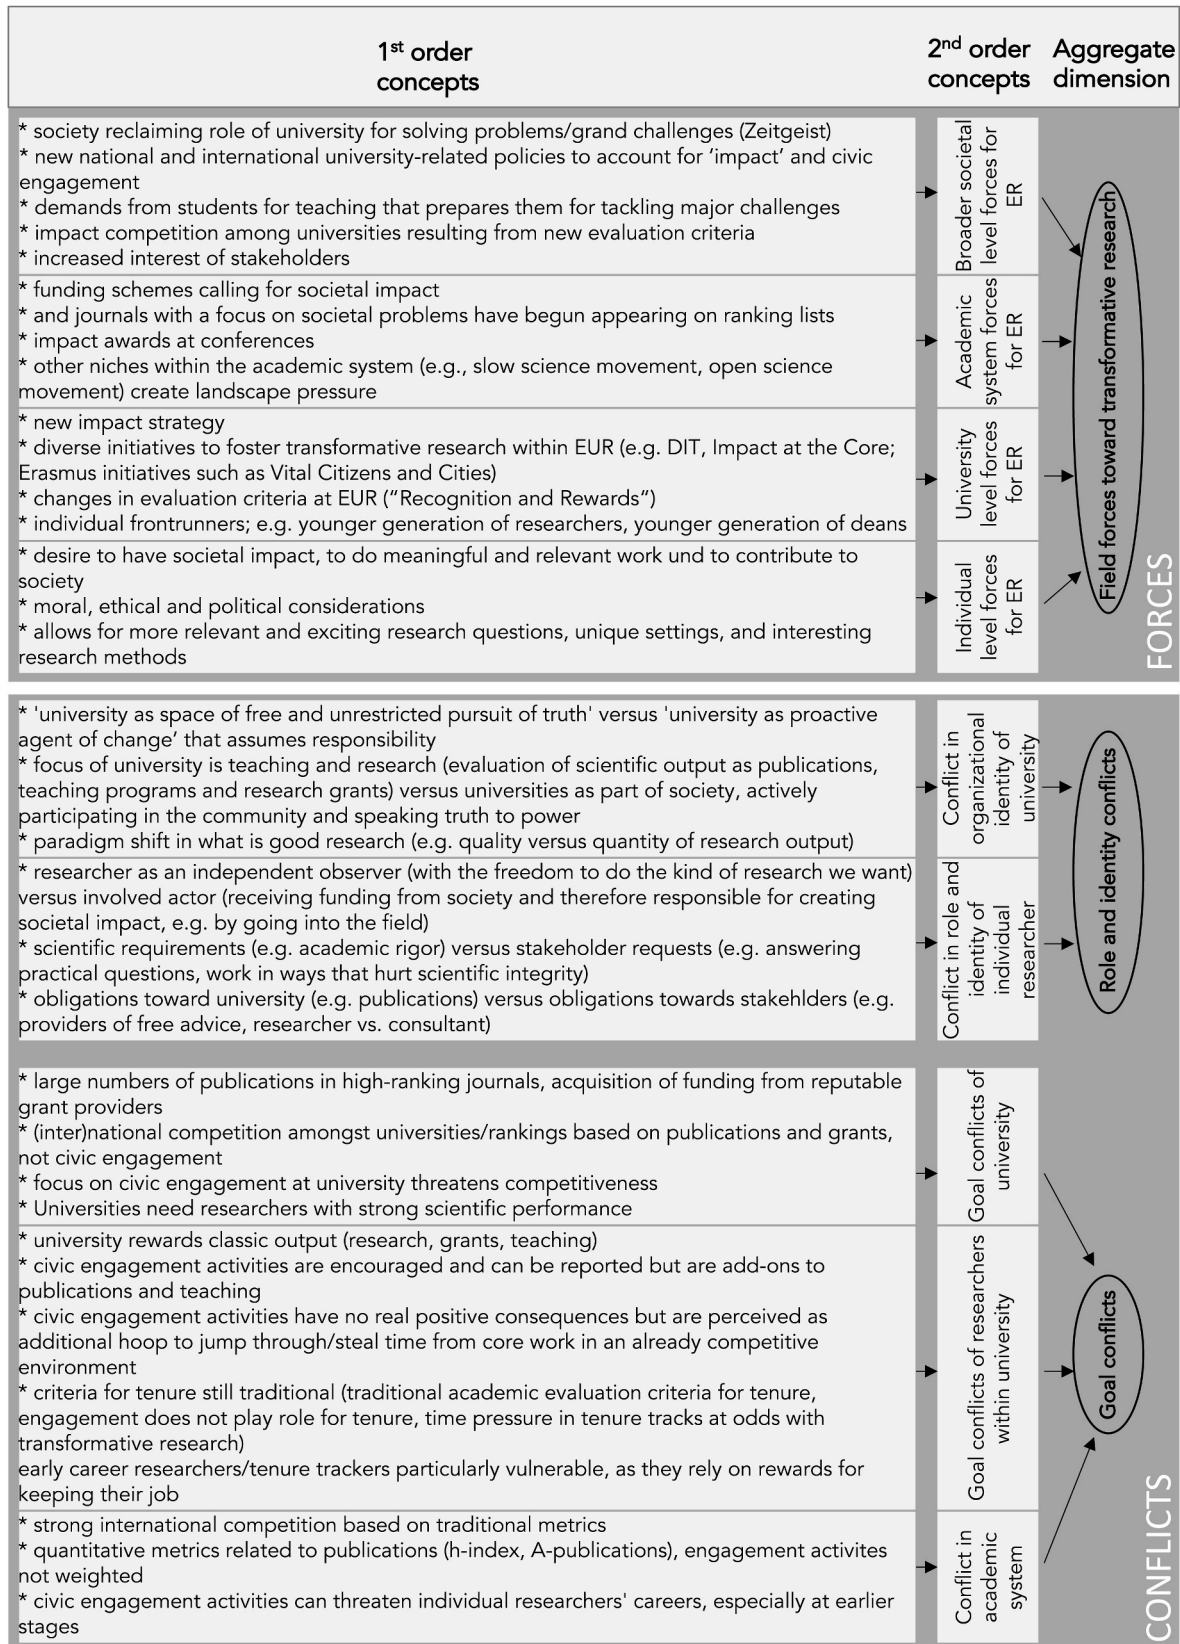 1st order
concepts
2nd order
concepts
Aggregate
dimension
* society reclaiming role of university for solving problems/grand challenges (Zeitgeist)
* new national and international university-related policies to account for ‘impact’ and civic
engagement
* demands from students for teaching that prepares them for tackling major challenges
* impact competition among universities resulting from new evaluation criteria
* increased interest of stakeholders
Broader societal
level forces for
ER
* funding schemes calling for societal impact
* and journals with a focus on societal problems have begun appearing on ranking lists
* impact awards at conferences
* other niches within the academic system (e.g., slow science movement, open science
movement) create landscape pressure
Academic
system forces
for ER
* new impact strategy
* diverse initiatives to foster transformative research within EUR (e.g. DIT, Impact at the Core;
Erasmus initiatives such as Vital Citizens and Cities)
* changes in evaluation criteria at EUR (“Recognition and Rewards“)
* individual frontrunners; e.g. younger generation of researchers, younger generation of deans
University
level forces
for ER
* desire to have societal impact, to do meaningful and relevant work und to contribute to
society
* moral, ethical and political considerations
* allows for more relevant and exciting research questions, unique settings, and interesting
research methods
Individual
level forces
for ER
Field forces toward transformative research
FORCES
* 'university as space of free and unrestricted pursuit of truth' versus 'university as proactive
agent of change’ that assumes responsibility
* focus of university is teaching and research (evaluation of scientific output as publications,
teaching programs and research grants) versus universities as part of society, actively
participating in the community and speaking truth to power
* paradigm shift in what is good research (e.g. quality versus quantity of research output)
Conflict in
organizational
identity of
university
* researcher as an independent observer (with the freedom to do the kind of research we want)
versus involved actor (receiving funding from society and therefore responsible for creating
societal impact, e.g. by going into the field)
* scientific requirements (e.g. academic rigor) versus stakeholder requests (e.g. answering
practical questions, work in ways that hurt scientific integrity)
* obligations toward university (e.g. publications) versus obligations towards stakehlders (e.g.
providers of free advice, researcher vs. consultant)
Conflict in role and
identity of
individual
researcher
Role and identity conflicts
* large numbers of publications in high-ranking journals, acquisition of funding from reputable
grant providers
* (inter)national competition amongst universities/rankings based on publications and grants,
not civic engagement
* focus on civic engagement at university threatens competitiveness
* Universities need researchers with strong scientific performance
Goal conflicts of
university
* university rewards classic output (research, grants, teaching)
* civic engagement activities are encouraged and can be reported but are add-ons to
publications and teaching
* civic engagement activities have no real positive consequences but are perceived as
additional hoop to jump through/steal time from core work in an already competitive
environment
* criteria for tenure still traditional (traditional academic evaluation criteria for tenure,
engagement does not play role for tenure, time pressure in tenure tracks at odds with
transformative research)
early career researchers/tenure trackers particularly vulnerable, as they rely on rewards for
keeping their job
Goal conflicts of researchers
within university
* strong international competition based on traditional metrics
* quantitative metrics related to publications (h-index, A-publications), engagement activites
not weighted
* civic engagement activities can threaten individual researchers' careers, especially at earlier
stages
Conflict in
academic
system
Goal conflicts
CONFLICTS